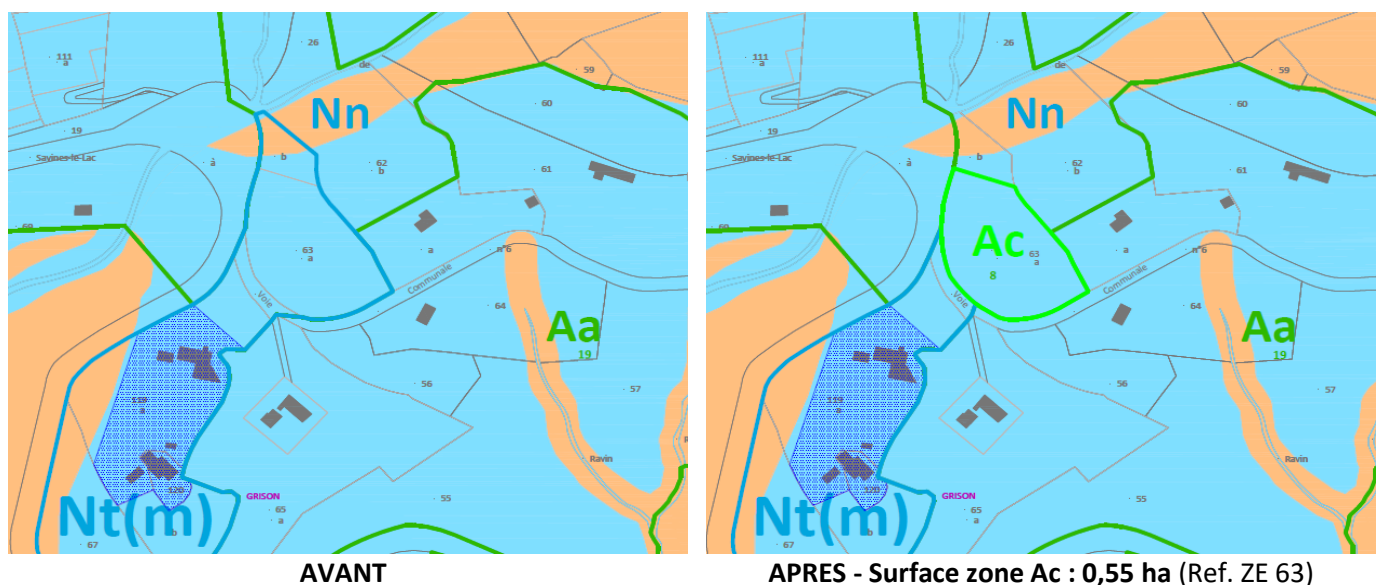 26
de
59
111
a
Nn
60
19
Savines-le-Lac
à
b
62
b
61
69
63
a
a
n°6
Communale
Voie
64
Aa
19
119
a
56
57
Ravin
120
GRISON
55
Nt(m)
65
a
67
b
AVANT
26
de
59
111
a
Nn
60
19
Savines-le-Lac
à
b
62
b
61
69
Ac
63
a
8
a
n°6
Communale
Voie
64
Aa
19
119
a
56
57
Ravin
GRISON
55
Nt(m)
65
a
67
b
APRES - Surface zone Ac : 0,55 ha (Ref. ZE 63)